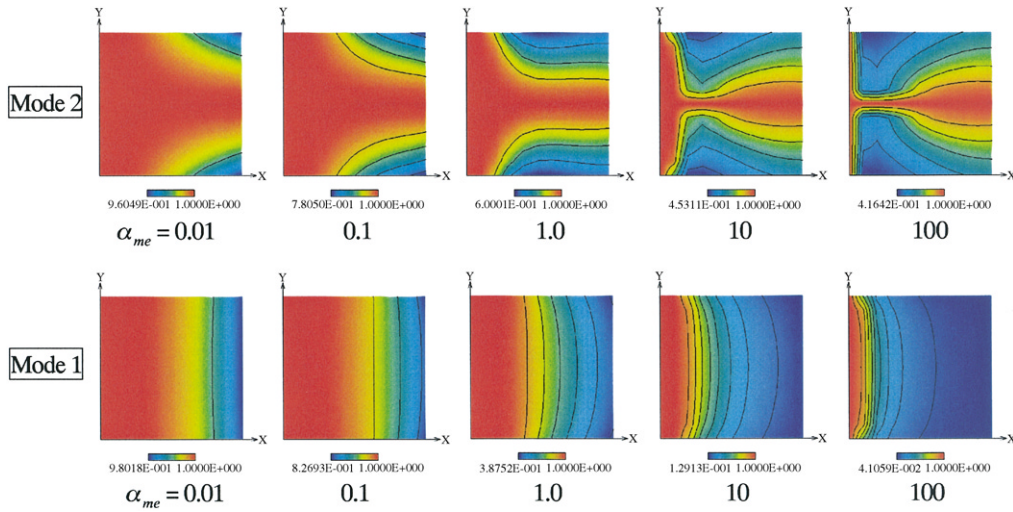 Y Y Y Y Y
Mode 2
X X X X X
9.6049E-001 1.0000E+000 7.8050E-001 1.0000E+000 6.0001E-001 1.0000E+000 4.5311E-001 1.0000E+000 4.1642E-001 1.0000E+000
α_me = 0.01 0.1 1.0 10 100
Y Y Y Y Y
Mode 1
X X X X X
9.8018E-001 1.0000E+000 8.2693E-001 1.0000E+000 3.8752E-001 1.0000E+000 1.2913E-001 1.0000E+000 4.1059E-002 1.0000E+000
α_me = 0.01 0.1 1.0 10 100